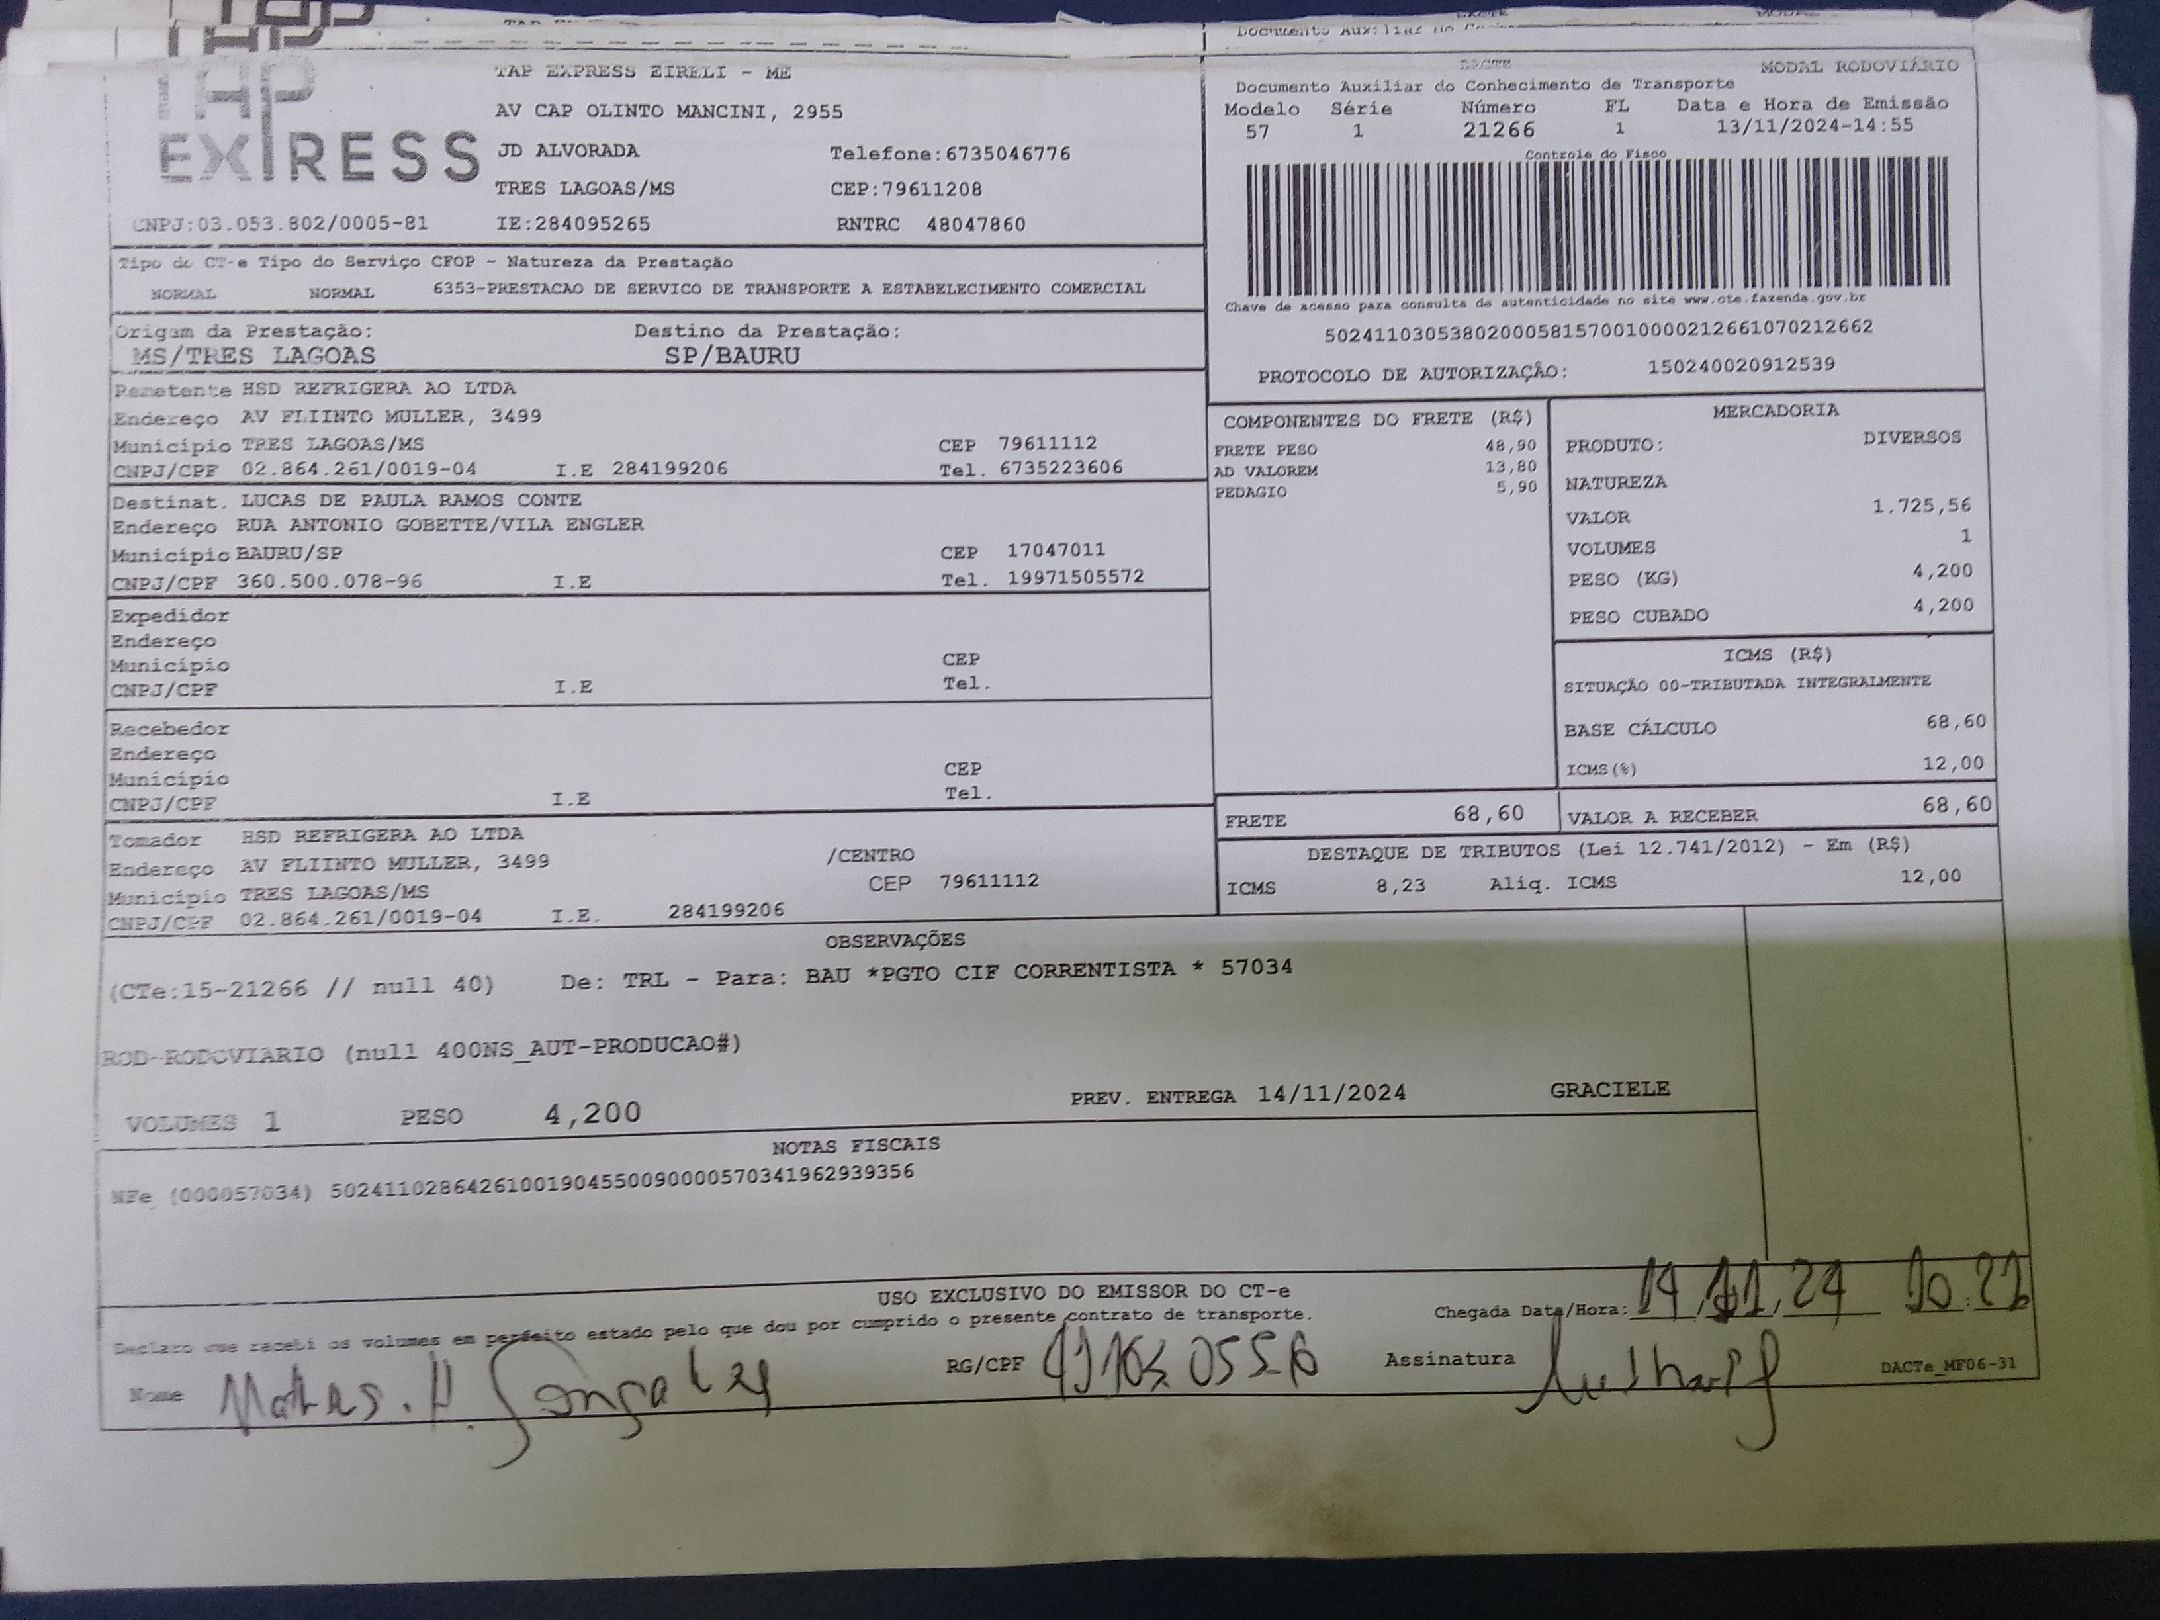 TAP
EXPRESS
TAP EXPRESS EIRELI - ME
AV CAP OLINTO MANCINI, 2955
JD ALVORADA Telefone:6735046776
TRES LAGOAS/MS CEP:79611208
CNPJ:03.053.802/0005-81 IE:284095265 RNTRC 48047860
Documento Auxiliar do
DACTE MODAL RODOVIÁRIO
Documento Auxiliar do Conhecimento de Transporte
Modelo Série Número FL Data e Hora de Emissão
57 1 21266 1 13/11/2024-14:55
Controle do Fisco
Chave de acesso para consulta de autenticidade no site www.cte.fazenda.gov.br
50241103053802000581570010000212661070212662
PROTOCOLO DE AUTORIZAÇÃO: 150240020912539
Tipo do CT-e Tipo do Serviço CFOP - Natureza da Prestação
NORMAL NORMAL 6353-PRESTACAO DE SERVICO DE TRANSPORTE A ESTABELECIMENTO COMERCIAL
Origem da Prestação: Destino da Prestação:
MS/TRES LAGOAS SP/BAURU
Remetente HSD REFRIGERA AO LTDA
Endereço AV FLIINTO MULLER, 3499
Município TRES LAGOAS/MS CEP 79611112
CNPJ/CPF 02.864.261/0019-04 I.E 284199206 Tel. 6735223606
Destinat. LUCAS DE PAULA RAMOS CONTE
Endereço RUA ANTONIO GOBETTE/VILA ENGLER
Município BAURU/SP CEP 17047011
CNPJ/CPF 360.500.078-96 I.E Tel. 19971505572
Expedidor
Endereço
Município CEP
CNPJ/CPF I.E Tel.
Recebedor
Endereço
Município CEP
CNPJ/CPF I.E Tel.
Tomador HSD REFRIGERA AO LTDA
Endereço AV FLIINTO MULLER, 3499 /CENTRO
Município TRES LAGOAS/MS CEP 79611112
CNPJ/CPF 02.864.261/0019-04 I.E. 284199206
COMPONENTES DO FRETE (R$)
FRETE PESO 48,90
AD VALOREM 13,80
PEDAGIO 5,90
MERCADORIA
PRODUTO: DIVERSOS
NATUREZA
VALOR 1.725,56
VOLUMES 1
PESO (KG) 4,200
PESO CUBADO 4,200
ICMS (R$)
SITUAÇÃO 00-TRIBUTADA INTEGRALMENTE
BASE CÁLCULO 68,60
ICMS(%) 12,00
FRETE 68,60 VALOR A RECEBER 68,60
DESTAQUE DE TRIBUTOS (Lei 12.741/2012) - Em (R$)
ICMS 8,23 Aliq. ICMS 12,00
OBSERVAÇÕES
(CTe:15-21266 // null 40) De: TRL - Para: BAU *PGTO CIF CORRENTISTA * 57034
ROD-RODOVIARIO (null 400NS_AUT-PRODUCAO#)
VOLUMES 1 PESO 4,200 PREV. ENTREGA 14/11/2024 GRACIELE
NOTAS FISCAIS
NFe (000057034) 50241102864261001904550090000570341962939356
USO EXCLUSIVO DO EMISSOR DO CT-e
Declaro que recebi os volumes em perfeito estado pelo que dou por cumprido o presente contrato de transporte. Chegada Data/Hora: 14/11/24 10:22
Nome RG/CPF Assinatura DACTe_MF06-31